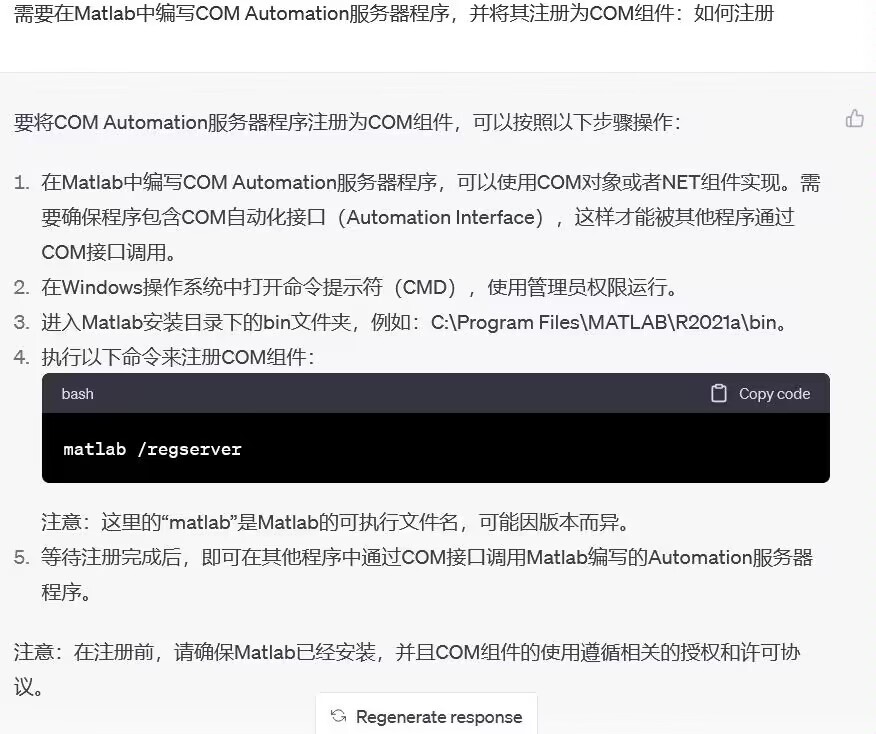 需要在Matlab中编写COM Automation服务器程序，并将其注册为COM组件：如何注册
要将COM Automation服务器程序注册为COM组件，可以按照以下步骤操作：
1. 在Matlab中编写COM Automation服务器程序，可以使用COM对象或者NET组件实现。需
要确保程序包含COM自动化接口（Automation Interface），这样才能被其他程序通过
COM接口调用。
2. 在Windows操作系统中打开命令提示符（CMD），使用管理员权限运行。
3. 进入Matlab安装目录下的bin文件夹，例如：C:\Program Files\MATLAB\R2021a\bin。
4. 执行以下命令来注册COM组件：
bash Copy code
matlab /regserver
注意：这里的“matlab”是Matlab的可执行文件名，可能因版本而异。
5. 等待注册完成后，即可在其他程序中通过COM接口调用Matlab编写的Automation服务器
程序。
注意：在注册前，请确保Matlab已经安装，并且COM组件的使用遵循相关的授权和许可协
议。
Regenerate response